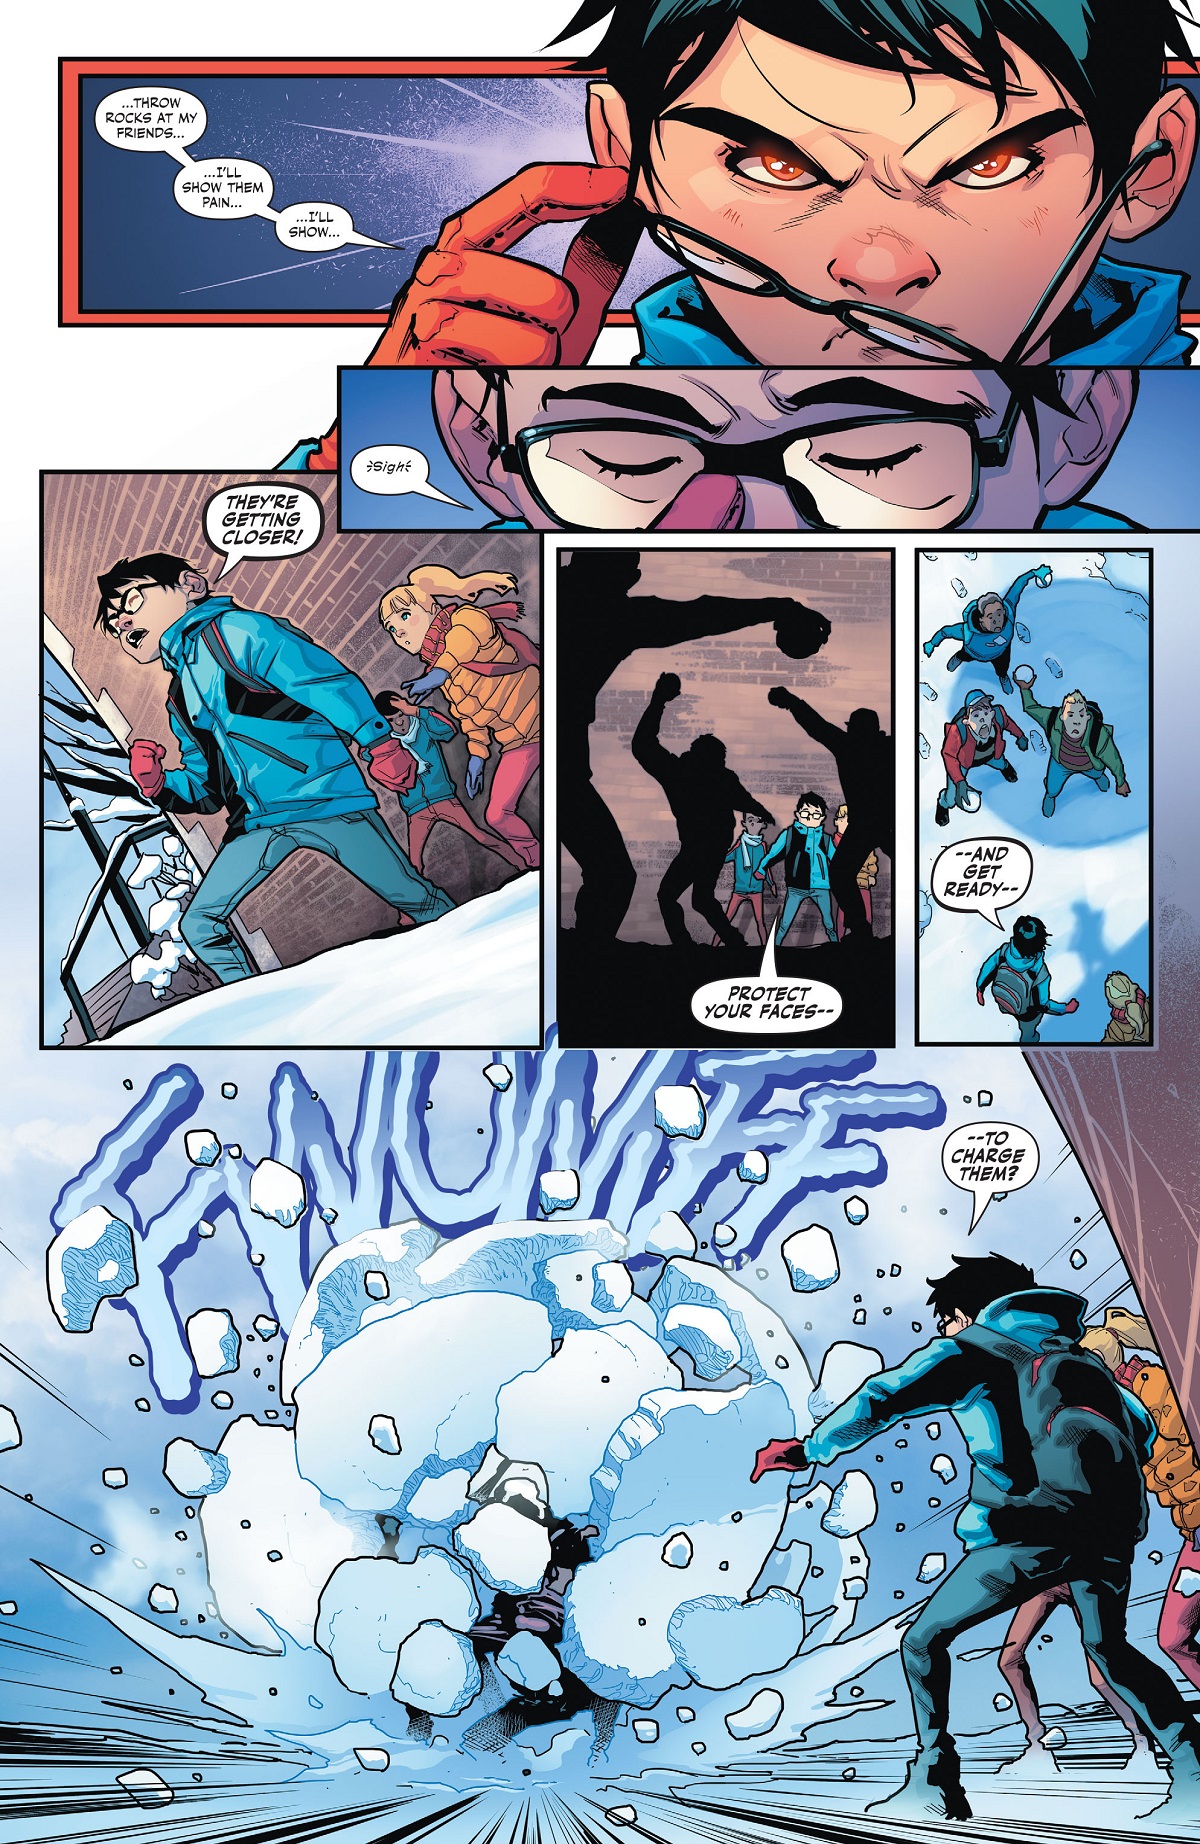 ...THROW
ROCKS AT MY
FRIENDS...
...I'LL
SHOW THEM
PAIN...
...I'LL
SHOW...
Sigh
THEY'RE
GETTING
CLOSER!
PROTECT
YOUR FACES--
--AND
GET
READY--
--TO
CHARGE
THEM?
KNUMFF